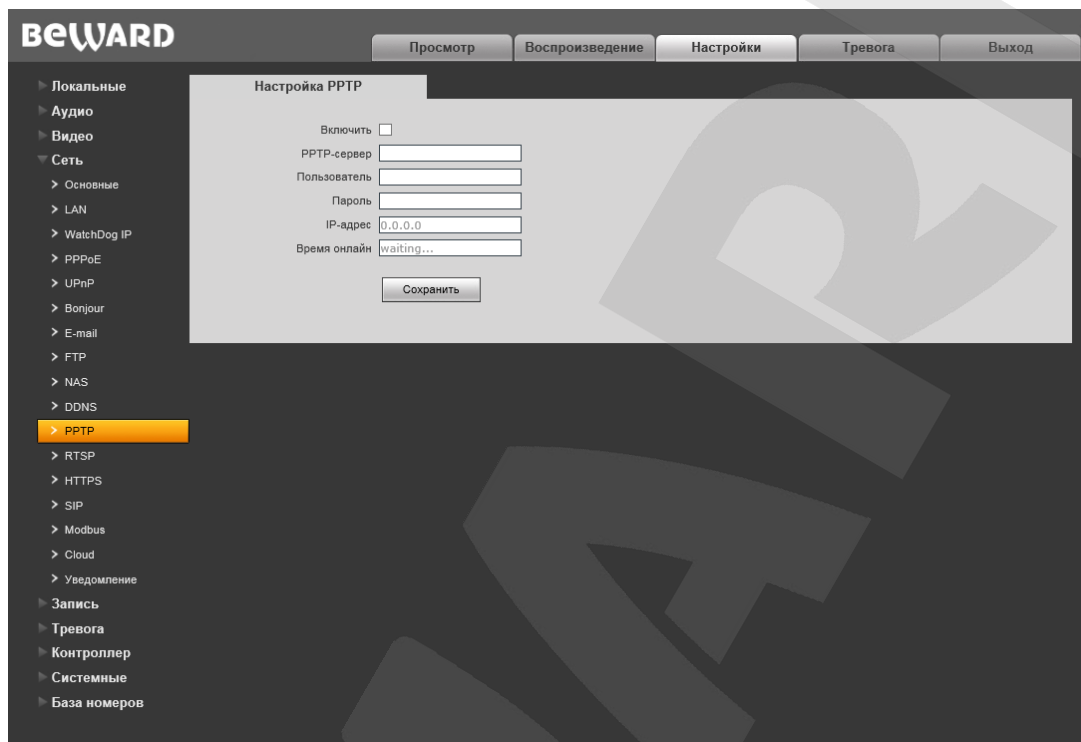 BEWARD
Просмотр
Воспроизведение
Настройки
Тревога
Выход
Локальные
Аудио
Видео
Сеть
Основные
LAN
WatchDog IP
PPPoE
UPnP
Bonjour
E-mail
FTP
NAS
DDNS
PPTP
RTSP
HTTPS
SIP
Modbus
Cloud
Уведомление
Запись
Тревога
Контроллер
Системные
База номеров
Настройка PPTP
Включить
PPTP-сервер
Пользователь
Пароль
IP-адрес 0.0.0.0
Время онлайн waiting...
Сохранить